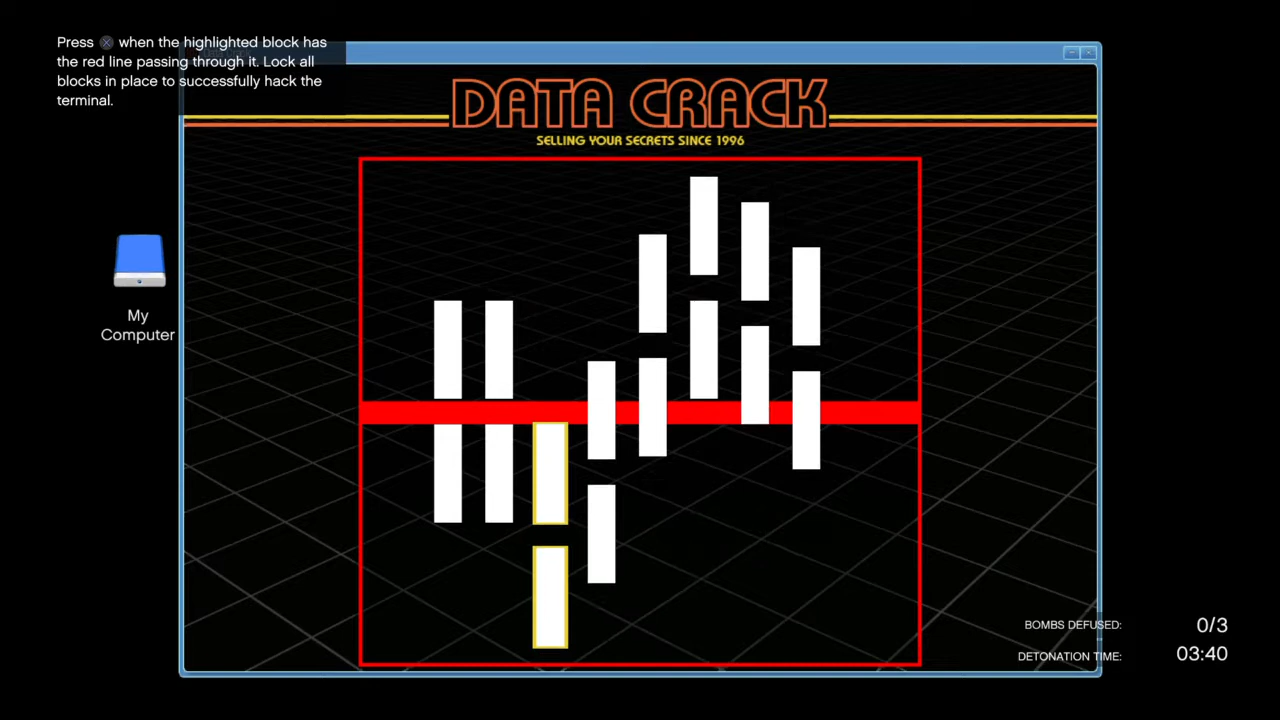 Press ⓧ when the highlighted block has
the red line passing through it. Lock all
blocks in place to successfully hack the
terminal.
DATA CRACK
SELLING YOUR SECRETS SINCE 1996
My
Computer
BOMBS DEFUSED: 0/3
DETONATION TIME: 03:40